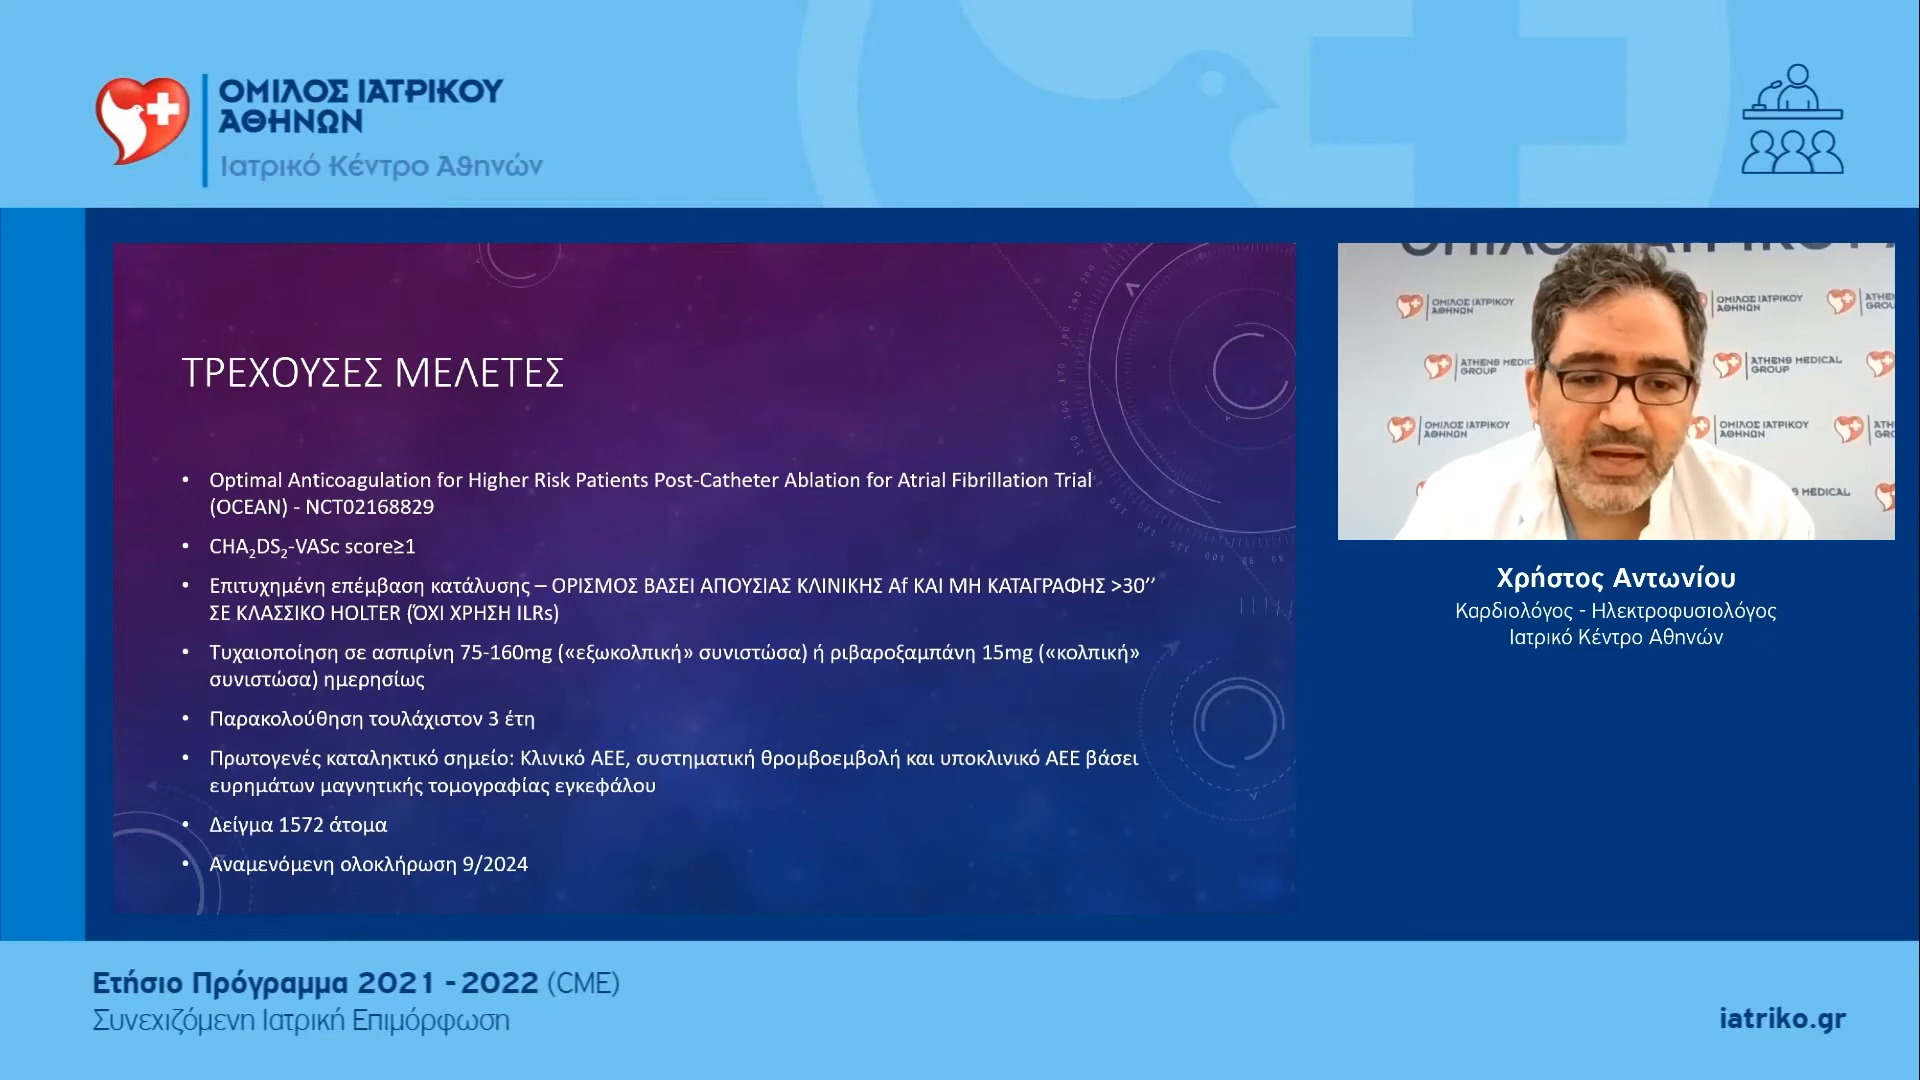 ΟΜΙΛΟΣ ΙΑΤΡΙΚΟΥ
ΑΘΗΝΩΝ
Ιατρικό Κέντρο Αθηνών
ΤΡΕΧΟΥΣΕΣ ΜΕΛΕΤΕΣ
• Optimal Anticoagulation for Higher Risk Patients Post-Catheter Ablation for Atrial Fibrillation Trial
(OCEAN) - NCT02168829
• CHA₂DS₂-VASc score≥1
• Επιτυχημένη επέμβαση κατάλυσης – ΟΡΙΣΜΟΣ ΒΑΣΕΙ ΑΠΟΥΣΙΑΣ ΚΛΙΝΙΚΗΣ Af ΚΑΙ ΜΗ ΚΑΤΑΓΡΑΦΗΣ >30’’
ΣΕ ΚΛΑΣΣΙΚΟ HOLTER (ΌΧΙ ΧΡΗΣΗ ILRs)
• Τυχαιοποίηση σε ασπιρίνη 75-160mg («εξωκολπική» συνιστώσα) ή ριβαροξαμπάνη 15mg («κολπική»
συνιστώσα) ημερησίως
• Παρακολούθηση τουλάχιστον 3 έτη
• Πρωτογενές καταληκτικό σημείο: Κλινικό ΑΕΕ, συστηματική θρομβοεμβολή και υποκλινικό ΑΕΕ βάσει
ευρημάτων μαγνητικής τομογραφίας εγκεφάλου
• Δείγμα 1572 άτομα
• Αναμενόμενη ολοκλήρωση 9/2024
ΟΜΙΛΟΣ ΙΑΤΡΙΚΟΥ
ΑΘΗΝΩΝ
ΟΜΙΛΟΣ ΙΑΤΡΙΚΟΥ
ΑΘΗΝΩΝ
ATHENS MEDICAL
GROUP
ΟΜΙΛΟΣ ΙΑΤΡΙΚΟΥ
ΑΘΗΝΩΝ
ΟΜΙΛΟΣ ΙΑΤΡΙΚΟΥ
ΑΘΗΝΩΝ
Χρήστος Αντωνίου
Καρδιολόγος - Ηλεκτροφυσιολόγος
Ιατρικό Κέντρο Αθηνών
Ετήσιο Πρόγραμμα 2021 - 2022 (CME)
Συνεχιζόμενη Ιατρική Επιμόρφωση
iatriko.gr